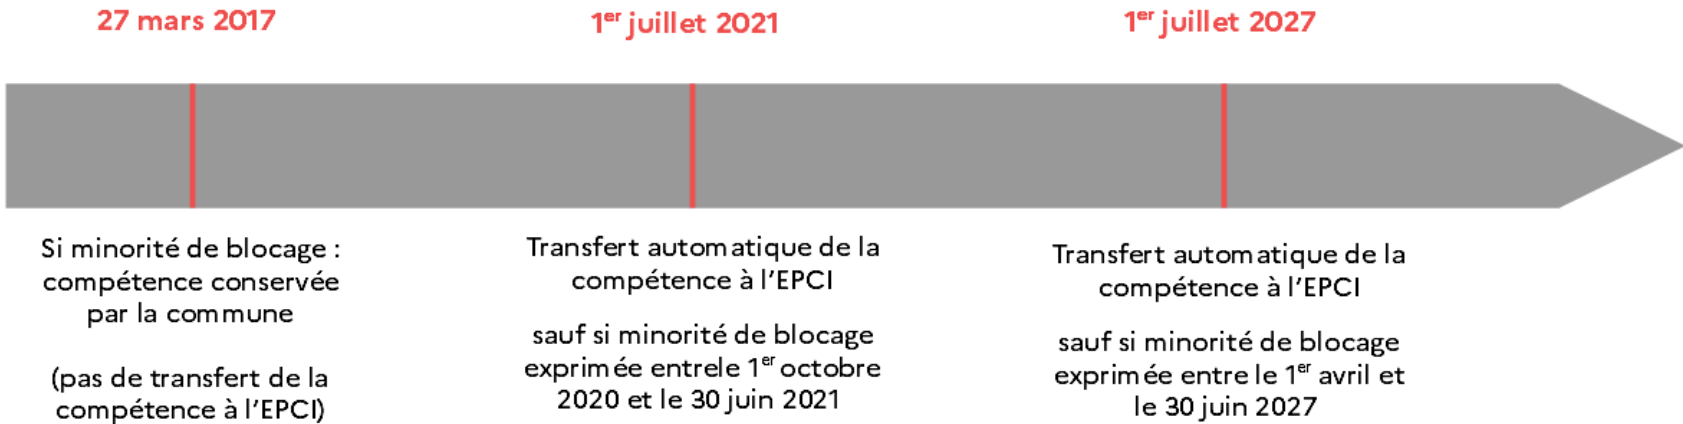 27 mars 2017
1er juillet 2021
1er juillet 2027
Si minorité de blocage :
compétence conservée
par la commune
(pas de transfert de la
compétence à l'EPCI)
Transfert automatique de la
compétence à l'EPCI
sauf si minorité de blocage
exprimée entrele 1er octobre
2020 et le 30 juin 2021
Transfert automatique de la
compétence à l'EPCI
sauf si minorité de blocage
exprimée entre le 1er avril et
le 30 juin 2027